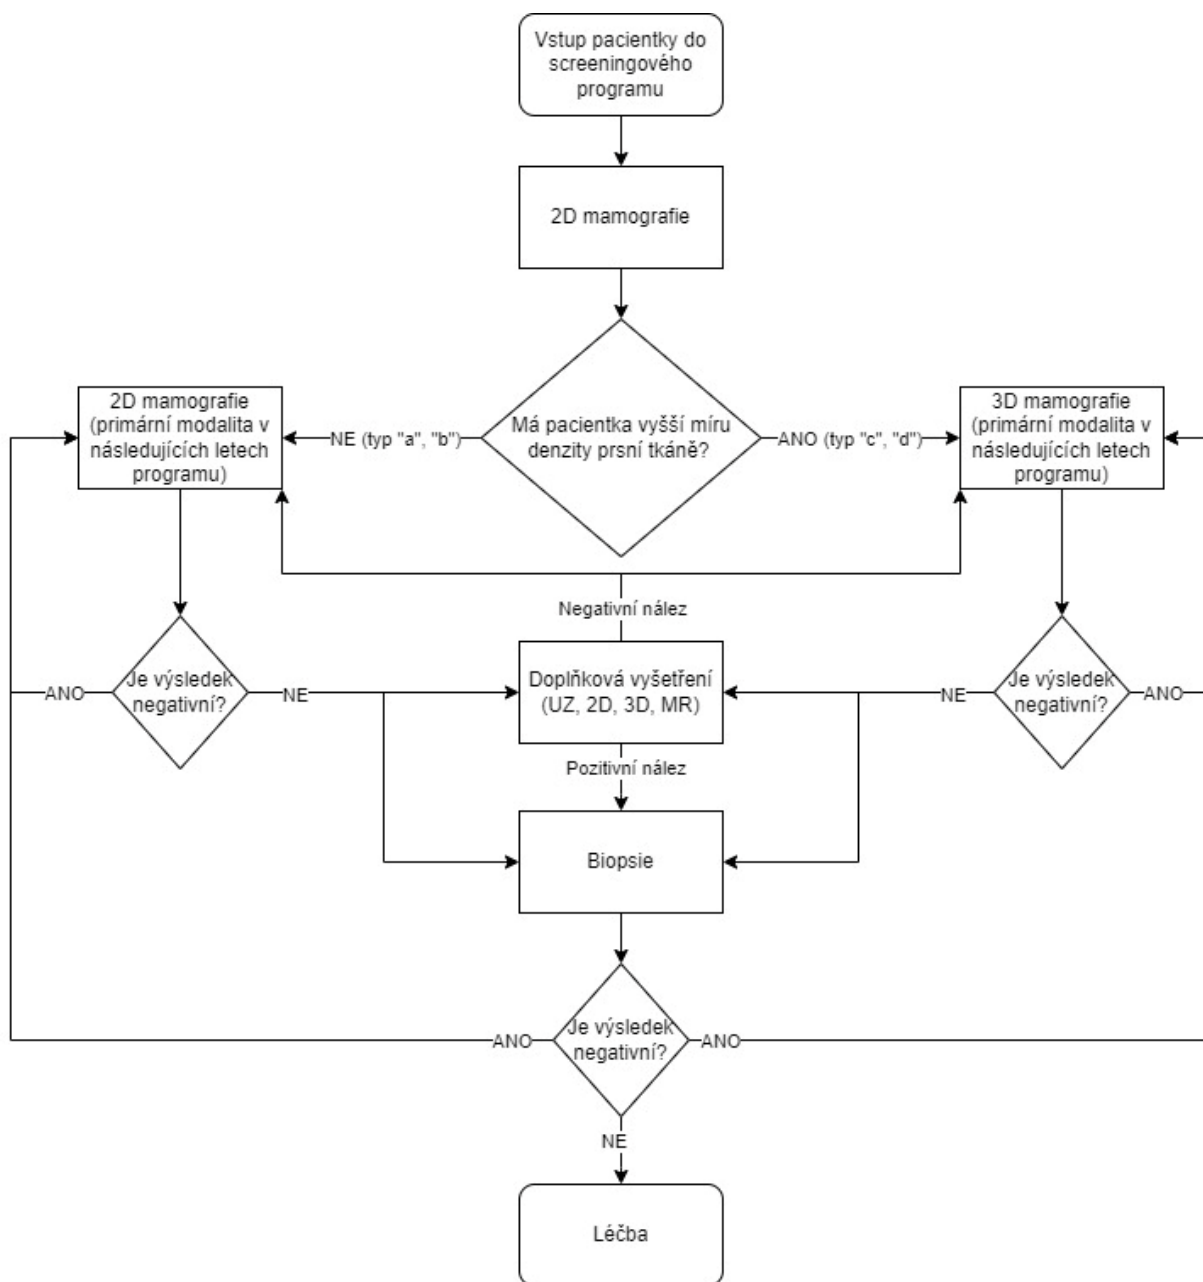 Vstup pacientky do
screeningového
programu
2D mamografie
Má pacientka vyšší míru
denzity prsní tkáně?
NE (typ "a", "b")
ANO (typ "c", "d")
2D mamografie
(primární modalita v
následujících letech
programu)
3D mamografie
(primární modalita v
následujících letech
programu)
Negativní nález
Je výsledek
negativní?
ANO
NE
Doplňková vyšetření
(UZ, 2D, 3D, MR)
NE
Je výsledek
negativní?
ANO
Pozitivní nález
Biopsie
ANO
Je výsledek
negativní?
ANO
NE
Léčba